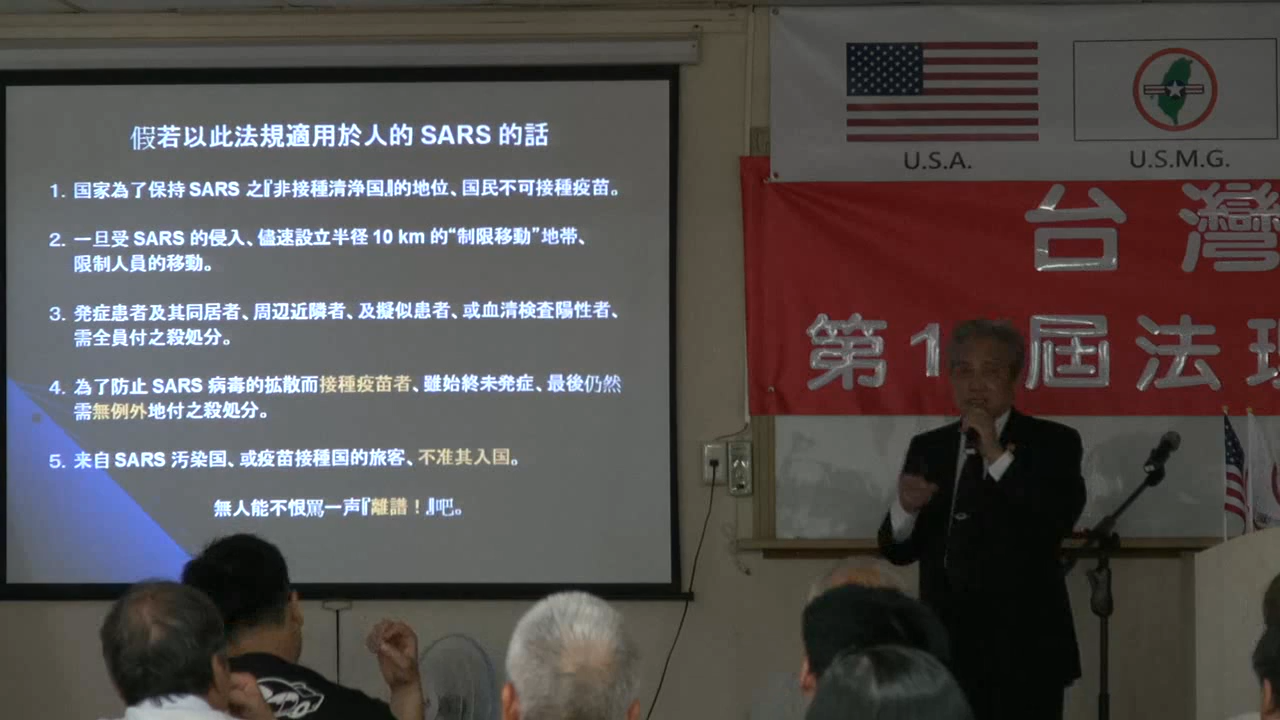 假若以此法規適用於人的 SARS 的話
1. 国家為了保持 SARS 之『非接種清浄国』的地位、国民不可接種疫苗。
2. 一旦受 SARS 的侵入、儘速設立半径 10 km 的“制限移動”地帯、
限制人員的移動。
3. 発症患者及其同居者、周辺近隣者、及擬似患者、或血清検査陽性者、
需全員付之殺処分。
4. 為了防止 SARS 病毒的拡散而接種疫苗者、雖始終未発症、最後仍然
需無例外地付之殺処分。
5. 来自 SARS 汚染国、或疫苗接種国的旅客、不准其入国。
無人能不恨罵一声『離譜！』吧。
U.S.A.
U.S.M.G.
台灣
第1 屆法理